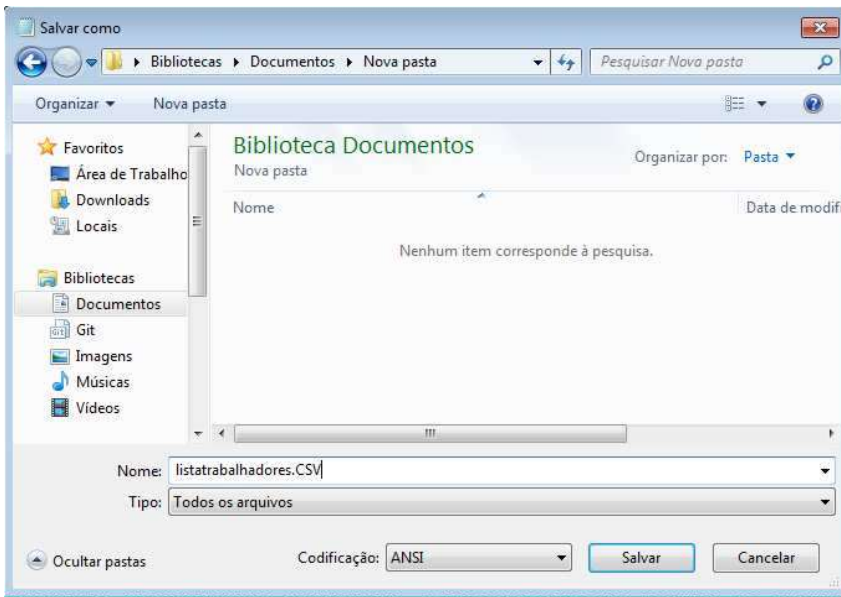 Salvar como
Bibliotecas Documentos Nova pasta
Pesquisar Nova pasta
Organizar Nova pasta
Favoritos
Área de Trabalho
Downloads
Locais
Bibliotecas
Documentos
Git
Imagens
Músicas
Vídeos
Biblioteca Documentos
Nova pasta
Organizar por: Pasta
Nome Data de modifi
Nenhum item corresponde à pesquisa.
Nome: listatrabalhadores.CSV
Tipo: Todos os arquivos
Ocultar pastas Codificação: ANSI Salvar Cancelar